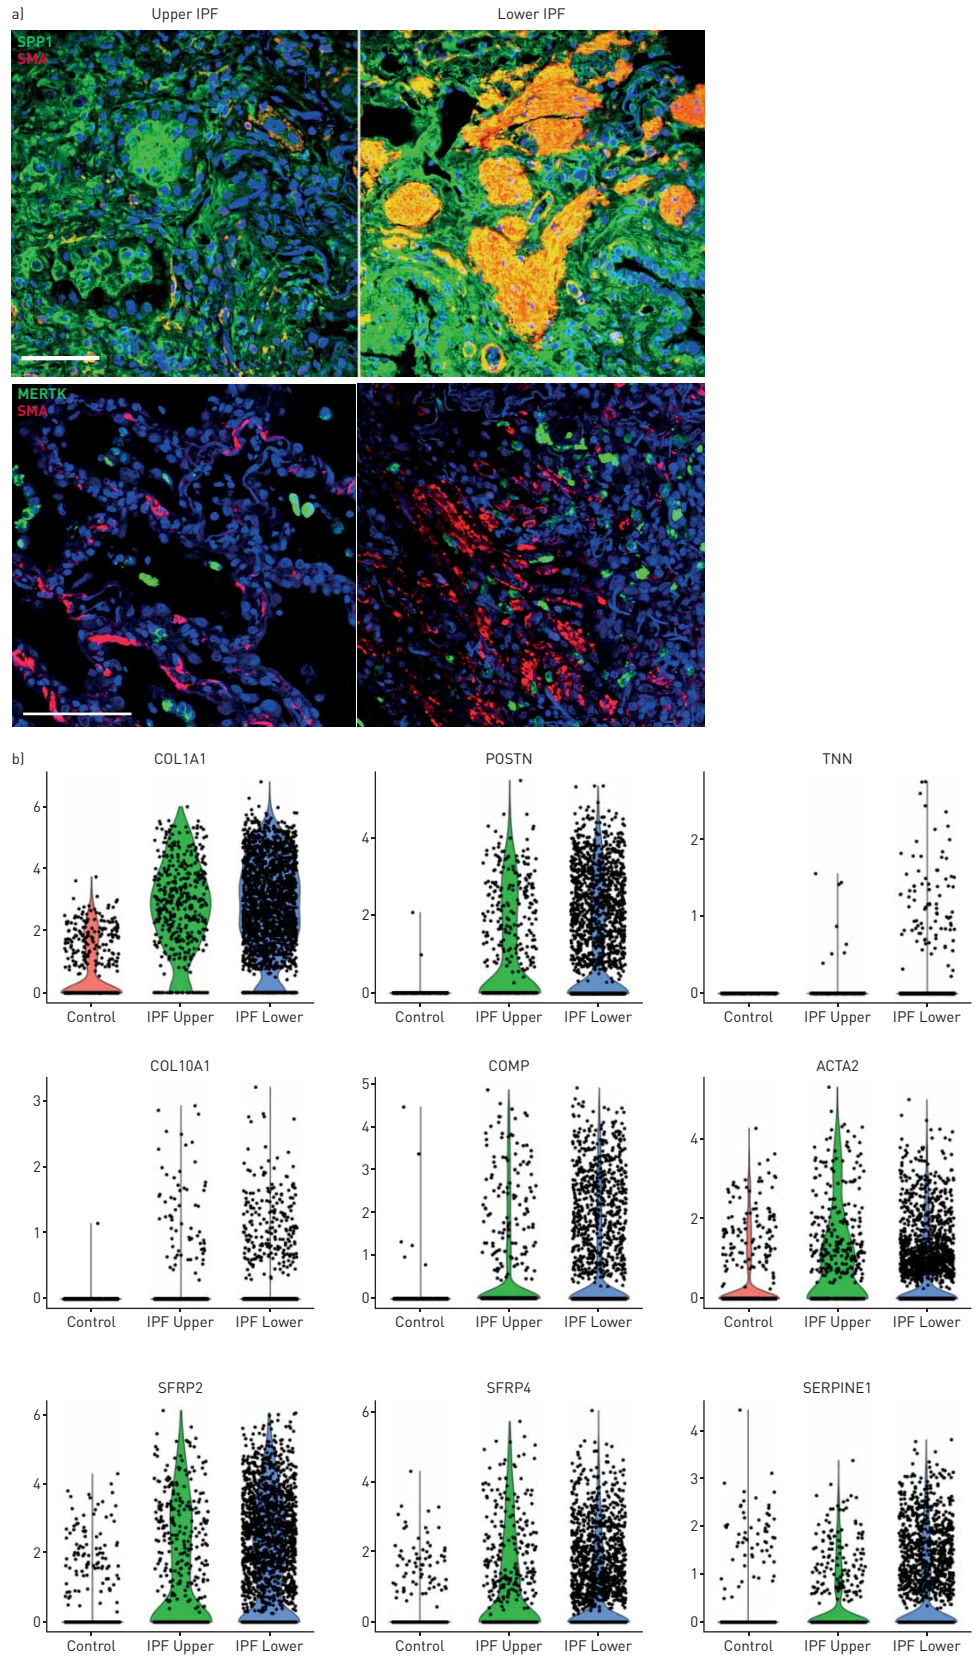 a)
Upper IPF
Lower IPF
SPP1
SMA
MERTK
SMA
b)
COL1A1
POSTN
TNN
6
4
2
0
Control
IPF Upper
IPF Lower
4
2
0
Control
IPF Upper
IPF Lower
2
1
0
Control
IPF Upper
IPF Lower
COL10A1
COMP
ACTA2
3
2
1
0
Control
IPF Upper
IPF Lower
5
4
3
2
1
0
Control
IPF Upper
IPF Lower
4
2
0
Control
IPF Upper
IPF Lower
SFRP2
SFRP4
SERPINE1
6
4
2
0
Control
IPF Upper
IPF Lower
6
4
2
0
Control
IPF Upper
IPF Lower
4
3
2
1
0
Control
IPF Upper
IPF Lower